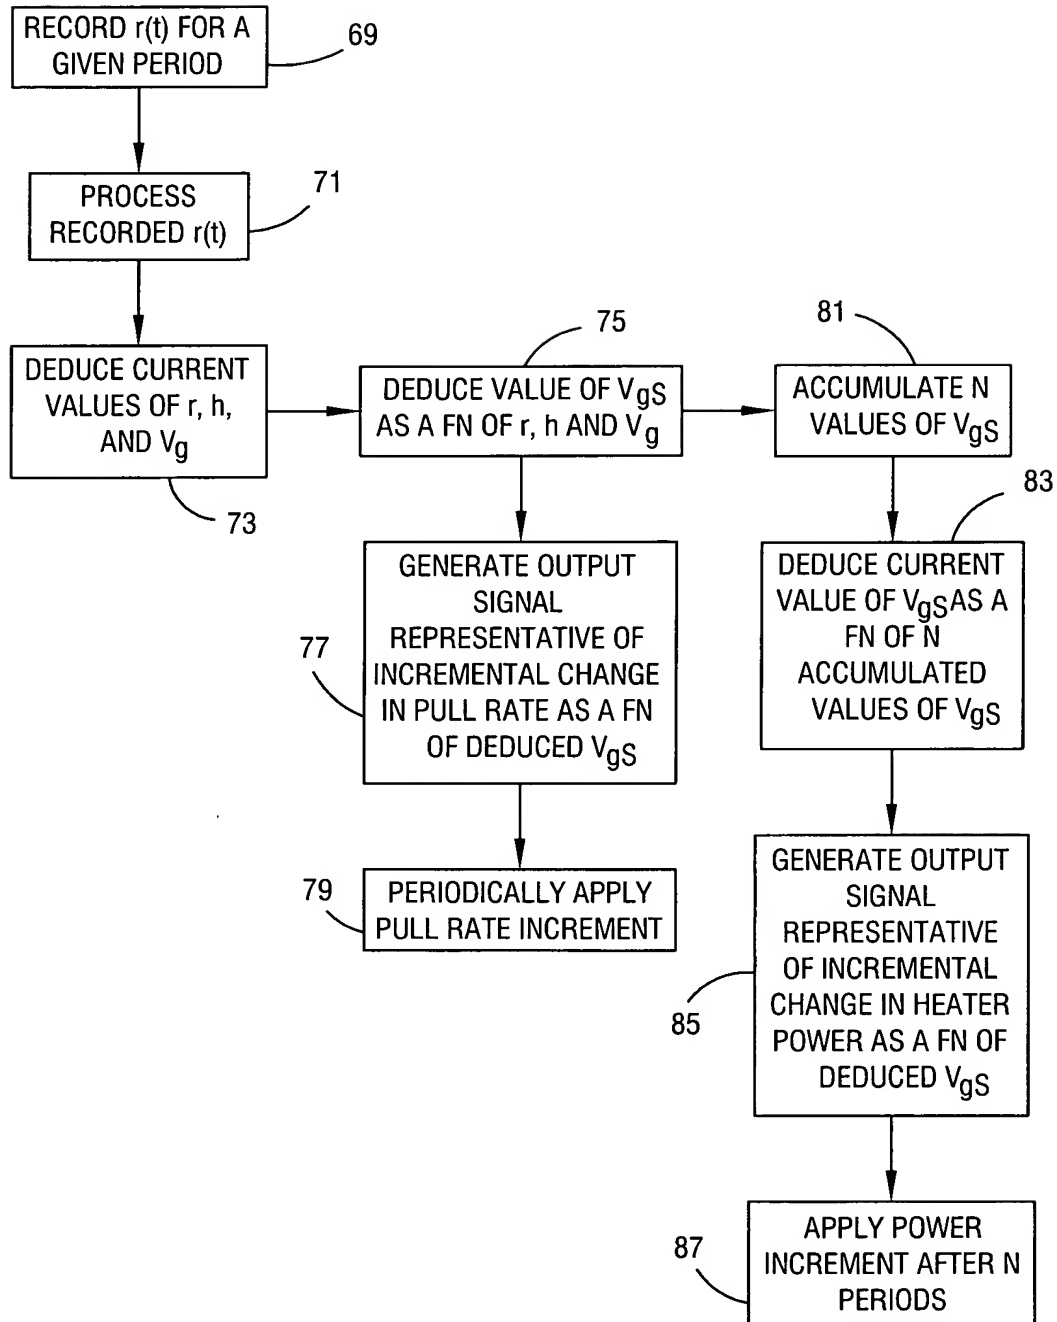 RECORD r(t) FOR A
GIVEN PERIOD
69
PROCESS
RECORDED r(t)
71
DEDUCE CURRENT
VALUES OF r, h,
AND Vg
73
DEDUCE VALUE OF VgS
AS A FN OF r, h AND Vg
75
GENERATE OUTPUT
SIGNAL
REPRESENTATIVE OF
INCREMENTAL CHANGE
IN PULL RATE AS A FN
OF DEDUCED VgS
77
PERIODICALLY APPLY
PULL RATE INCREMENT
79
ACCUMULATE N
VALUES OF VgS
81
DEDUCE CURRENT
VALUE OF VgS AS A
FN OF N
ACCUMULATED
VALUES OF VgS
83
GENERATE OUTPUT
SIGNAL
REPRESENTATIVE
OF INCREMENTAL
CHANGE IN HEATER
POWER AS A FN OF
DEDUCED VgS
85
APPLY POWER
INCREMENT AFTER N
PERIODS
87